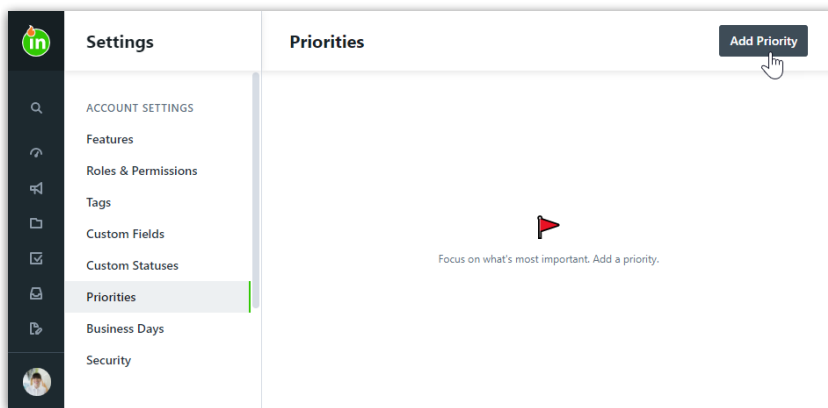 in
Settings
Priorities
Add Priority
ACCOUNT SETTINGS
Features
Roles & Permissions
Tags
Custom Fields
Custom Statuses
Priorities
Business Days
Security
Focus on what's most important. Add a priority.